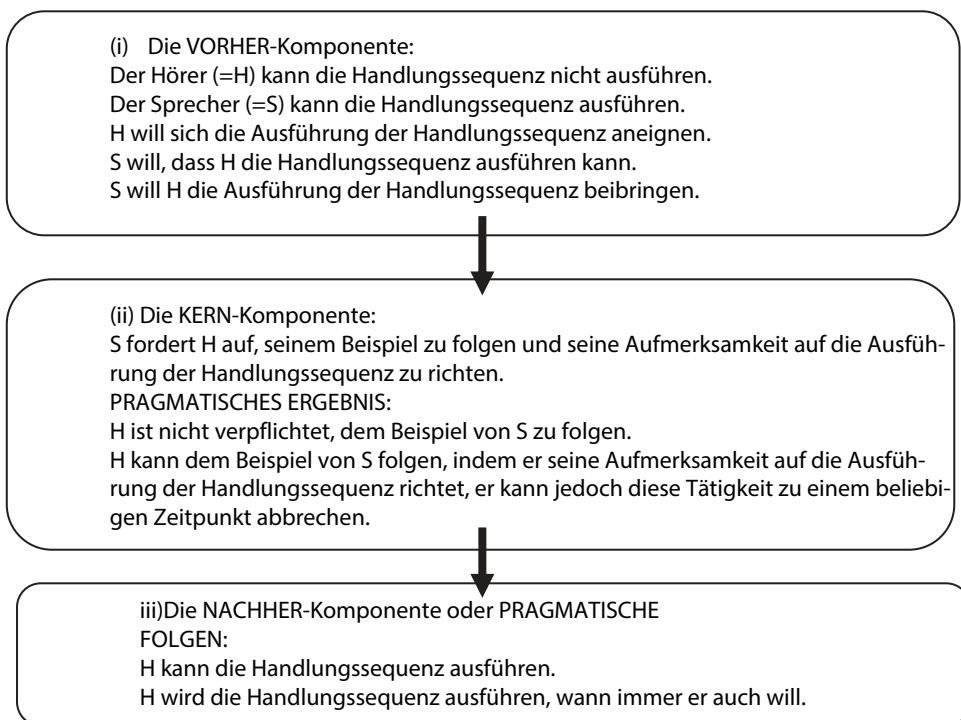 (i) Die VORHER-Komponente:
Der Hörer (=H) kann die Handlungssequenz nicht ausführen.
Der Sprecher (=S) kann die Handlungssequenz ausführen.
H will sich die Ausführung der Handlungssequenz aneignen.
S will, dass H die Handlungssequenz ausführen kann.
S will H die Ausführung der Handlungssequenz beibringen.
(ii) Die KERN-Komponente:
S fordert H auf, seinem Beispiel zu folgen und seine Aufmerksamkeit auf die Ausfüh-
rung der Handlungssequenz zu richten.
PRAGMATISCHES ERGEBNIS:
H ist nicht verpflichtet, dem Beispiel von S zu folgen.
H kann dem Beispiel von S folgen, indem er seine Aufmerksamkeit auf die Ausfüh-
rung der Handlungssequenz richtet, er kann jedoch diese Tätigkeit zu einem beliebi-
gen Zeitpunkt abbrechen.
iii)Die NACHHER-Komponente oder PRAGMATISCHE
FOLGEN:
H kann die Handlungssequenz ausführen.
H wird die Handlungssequenz ausführen, wann immer er auch will.